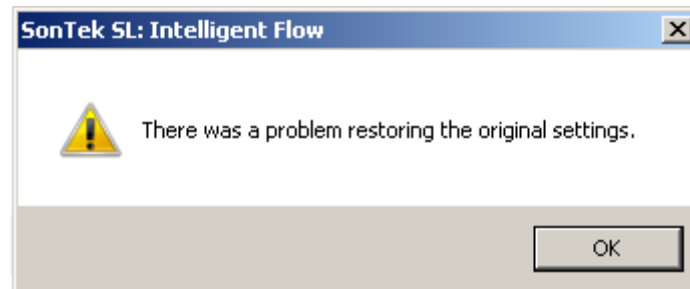 SonTek SL: Intelligent Flow
There was a problem restoring the original settings.
OK